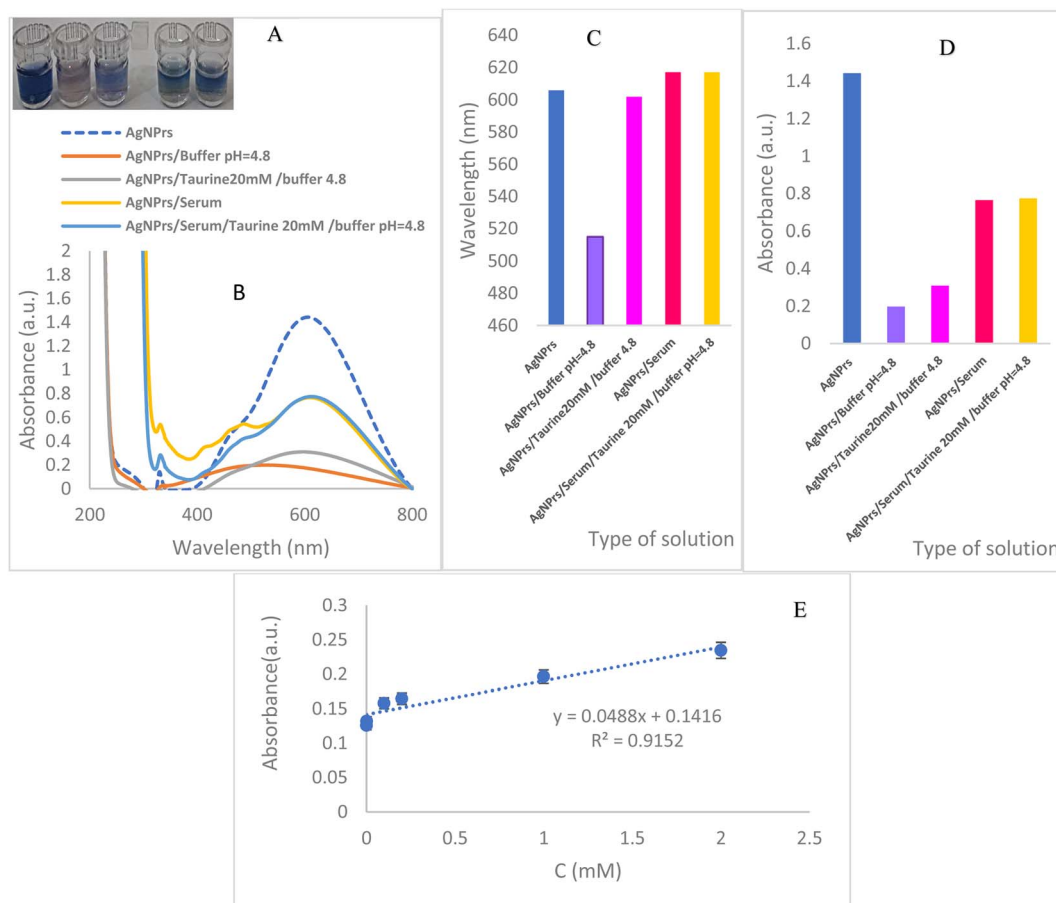 A
AgNPrs
AgNPrs/Buffer pH=4.8
AgNPrs/Taurine20mM /buffer 4.8
AgNPrs/Serum
AgNPrs/Serum/Taurine 20mM /buffer pH=4.8
B
Absorbance (a.u.)
2
1.8
1.6
1.4
1.2
1
0.8
0.6
0.4
0.2
0
200 400 600 800
Wavelength (nm)
C
Wavelength (nm)
640
620
600
580
560
540
520
500
480
460
AgNPrs
AgNPrs/Buffer pH=4.8
AgNPrs/Taurine20mM /buffer 4.8
AgNPrs/Serum
AgNPrs/Serum/Taurine 20mM /buffer pH=4.8
Type of solution
D
Absorbance (a.u.)
1.6
1.4
1.2
1
0.8
0.6
0.4
0.2
0
AgNPrs
AgNPrs/Buffer pH=4.8
AgNPrs/Taurine20mM /buffer 4.8
AgNPrs/Serum
AgNPrs/Serum/Taurine 20mM /buffer pH=4.8
Type of solution
E
Absorbance(a.u.)
0.3
0.25
0.2
0.15
0.1
0.05
0
y = 0.0488x + 0.1416
R² = 0.9152
0 0.5 1 1.5 2 2.5
C (mM)